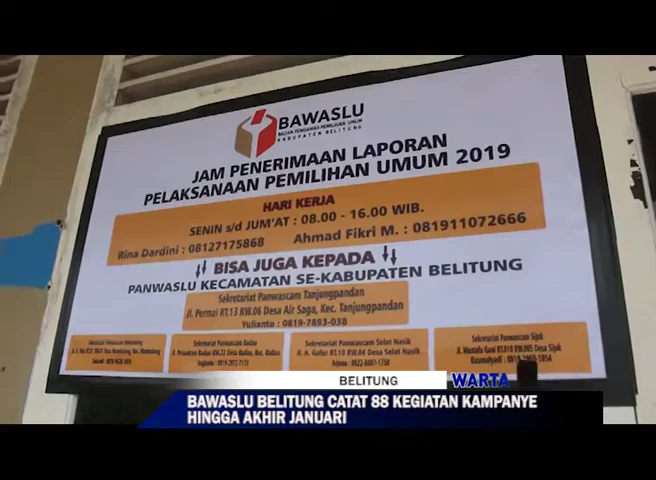 BAWASLU
BADAN PENGAWAS PEMILIHAN UMUM
KABUPATEN BELITUNG
JAM PENERIMAAN LAPORAN
PELAKSANAAN PEMILIHAN UMUM 2019
HARI KERJA
SENIN s/d JUM'AT : 08.00 - 16.00 WIB.
Rina Dardini : 08127175868 Ahmad Fikri M. : 081911072666
BISA JUGA KEPADA
PANWASLU KECAMATAN SE-KABUPATEN BELITUNG
Sekretariat Panwascam Tanjungpandan
Jl. Permai RT.13 RW.06 Desa Air Saga, Kec. Tanjungpandan
Yulianto : 0819-7893-038
Sekretariat Panwascam Membalong
Sekretariat Panwascam Badau
Sekretariat Panwascam Selat Nasik
Sekretariat Panwascam Sijuk
BELITUNG
WARTA
BAWASLU BELITUNG CATAT 88 KEGIATAN KAMPANYE
HINGGA AKHIR JANUARI